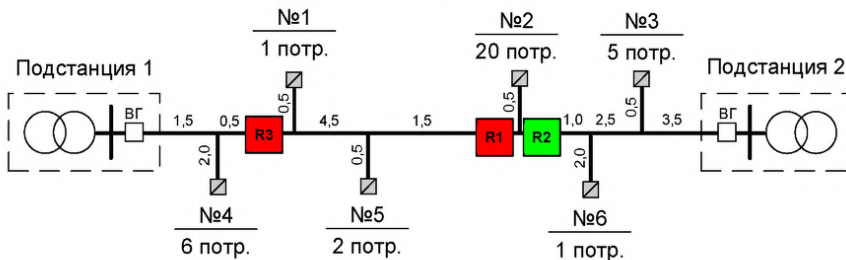 №1
1 потр.
№2
20 потр.
№3
5 потр.
Подстанция 1
Подстанция 2
ВГ
1,5
0,5
R3
0,5
4,5
1,5
R1
0,5
R2
1,0
2,5
0,5
3,5
ВГ
2,0
0,5
2,0
№4
6 потр.
№5
2 потр.
№6
1 потр.